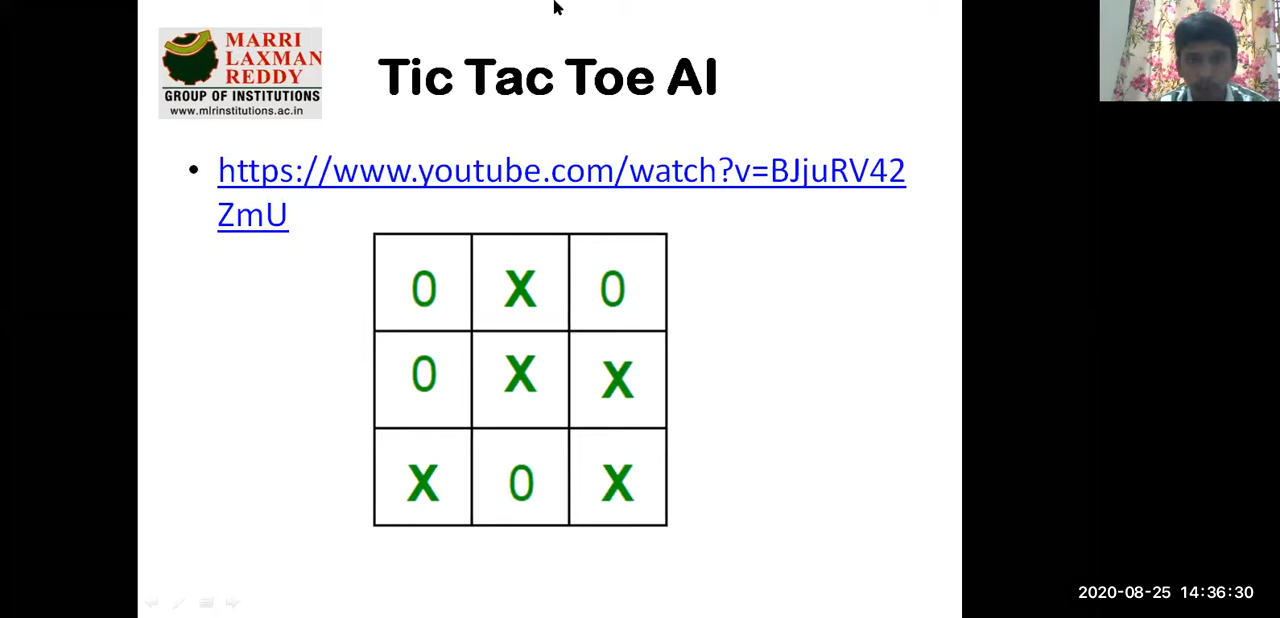 MARRI
LAXMAN
REDDY
GROUP OF INSTITUTIONS
www.mlrinstitutions.ac.in
Tic Tac Toe AI
• https://www.youtube.com/watch?v=BJjuRV42
ZmU
0 X 0
0 X X
X 0 X
2020-08-25 14:36:30